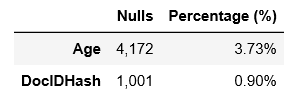 Nulls Percentage (%)
Age 4,172 3.73%
DocIDHash 1,001 0.90%